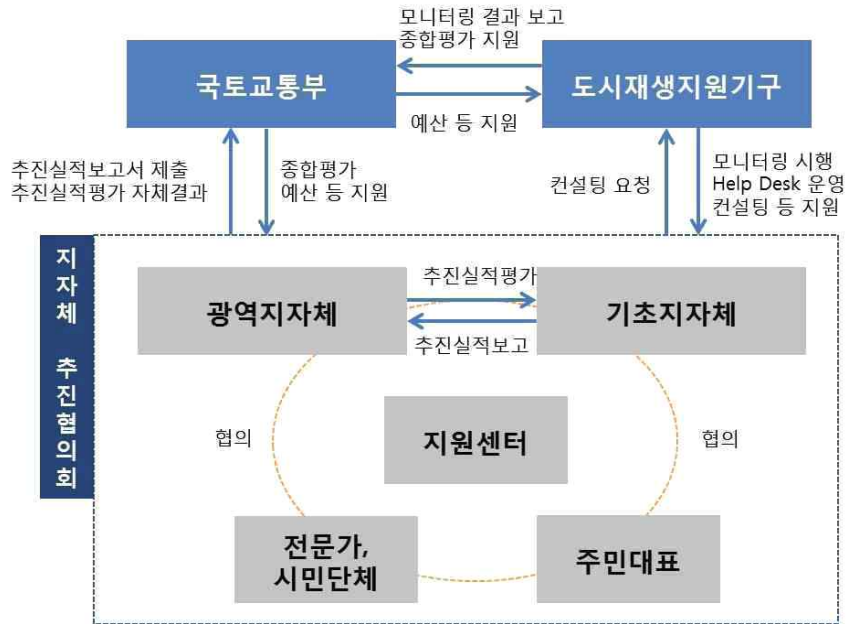 모니터링 결과 보고
종합평가 지원
국토교통부
도시재생지원기구
예산 등 지원
추진실적보고서 제출
추진실적평가 자체결과
종합평가
예산 등 지원
컨설팅 요청
모니터링 시행
Help Desk 운영
컨설팅 등 지원
지자체 추진협의회
광역지자체
추진실적평가
기초지자체
추진실적보고
협의
지원센터
협의
전문가,
시민단체
주민대표